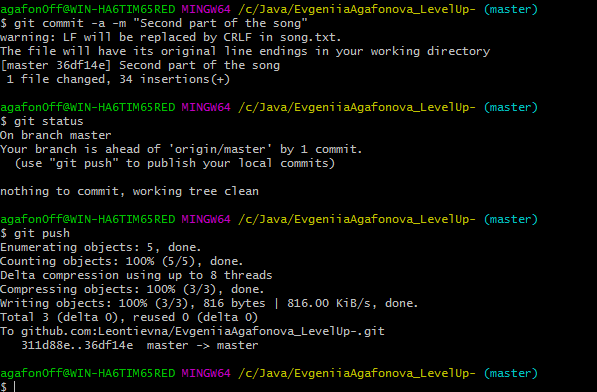 agafon0ff@WIN-HA6TIM65RED MINGW64 /c/Java/EvgeniiaAgafonova_LevelUp- (master)
$ git commit -a -m "Second part of the song"
warning: LF will be replaced by CRLF in song.txt.
The file will have its original line endings in your working directory
[master 36df14e] Second part of the song
 1 file changed, 34 insertions(+)

agafon0ff@WIN-HA6TIM65RED MINGW64 /c/Java/EvgeniiaAgafonova_LevelUp- (master)
$ git status
On branch master
Your branch is ahead of 'origin/master' by 1 commit.
  (use "git push" to publish your local commits)

nothing to commit, working tree clean

agafon0ff@WIN-HA6TIM65RED MINGW64 /c/Java/EvgeniiaAgafonova_LevelUp- (master)
$ git push
Enumerating objects: 5, done.
Counting objects: 100% (5/5), done.
Delta compression using up to 8 threads
Compressing objects: 100% (3/3), done.
Writing objects: 100% (3/3), 816 bytes | 816.00 KiB/s, done.
Total 3 (delta 0), reused 0 (delta 0)
To github.com:Leontievna/EvgeniiaAgafonova_LevelUp-.git
   311d88e..36df14e  master -> master

agafon0ff@WIN-HA6TIM65RED MINGW64 /c/Java/EvgeniiaAgafonova_LevelUp- (master)
$